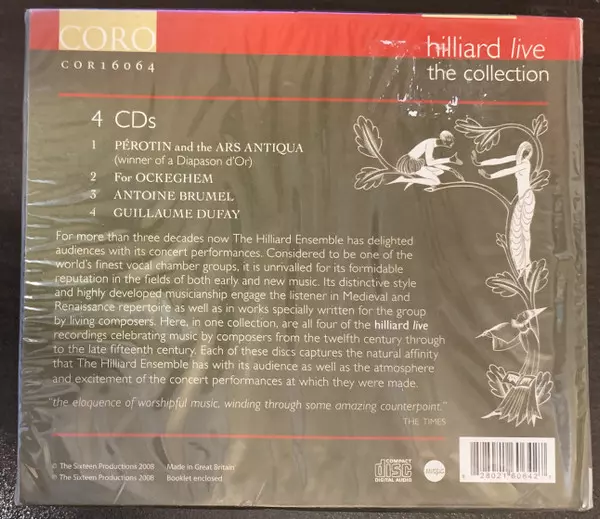 CORO
COR16064
hilliard live
the collection
4 CDs
1 PÉROTIN and the ARS ANTIQUA
(winner of a Diapason d'Or)
2 For OCKEGHEM
3 ANTOINE BRUMEL
4 GUILLAUME DUFAY
For more than three decades now The Hilliard Ensemble has delighted
audiences with its concert performances. Considered to be one of the
world's finest vocal chamber groups, it is unrivalled for its formidable
reputation in the fields of both early and new music. Its distinctive style
and highly developed musicianship engage the listener in Medieval and
Renaissance repertoire as well as in works specially written for the group
by living composers. Here, in one collection, are all four of the hilliard live
recordings celebrating music by composers from the twelfth century through
to the late fifteenth century. Each of these discs captures the natural affinity
that The Hilliard Ensemble has with its audience as well as the atmosphere
and excitement of the concert performances at which they were made.
"the eloquence of worshipful music, winding through some amazing counterpoint."
THE TIMES
℗ The Sixteen Productions 2008 Made in Great Britain
© The Sixteen Productions 2008 Booklet enclosed
COMPACT
disc
DIGITAL AUDIO
mcps